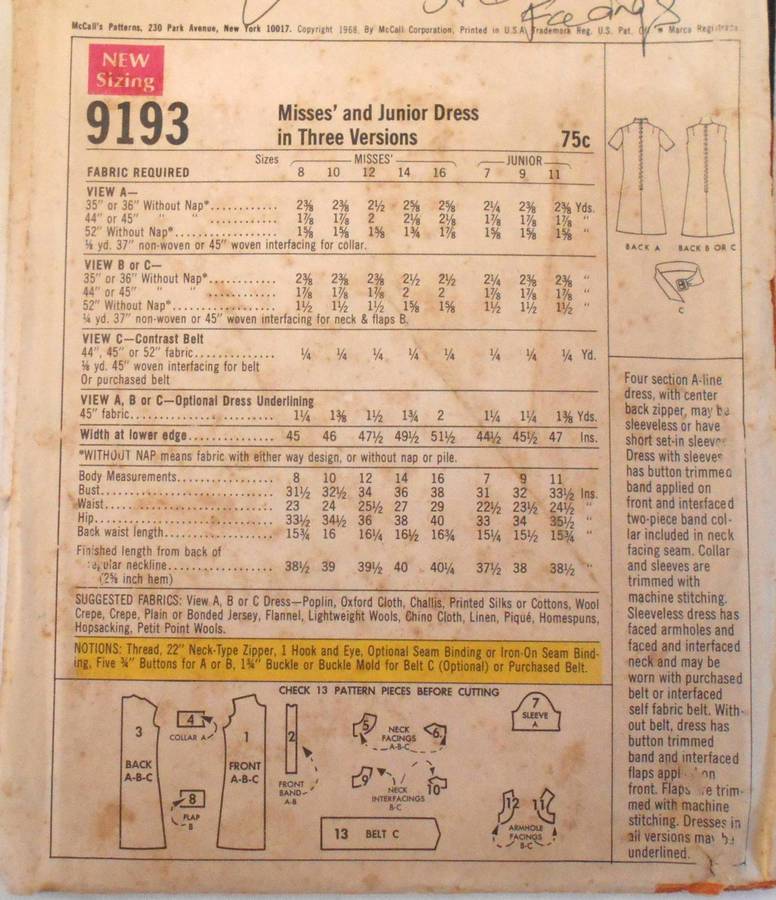 Facings
McCall's Patterns, 230 Park Avenue, New York 10017. Copyright 1968, By McCall Corporation, Printed in U.S.A. Trademark Reg. U.S. Pat. Marca
NEW
Sizing
9193
Misses' and Junior Dress
in Three Versions 75c
Sizes MISSES' JUNIOR
FABRIC REQUIRED 8 10 12 14 16 7 9 11
VIEW A—
35" or 36" Without Nap*............ 2⅜ 2⅜ 2½ 2⅝ 2⅝ 2¼ 2⅜ 2⅜ Yds.
44" or 45" " " ............ 1⅞ 1⅞ 2 2⅛ 2⅛ 1⅞ 1⅞ 1⅞ "
52" Without Nap*.................. 1⅝ 1⅝ 1⅝ 1¾ 1⅞ 1⅝ 1⅝ 1⅝ "
⅛ yd. 37" non-woven or 45" woven interfacing for collar.
VIEW B or C—
35" or 36" Without Nap*............ 2⅜ 2⅜ 2⅜ 2½ 2½ 2¼ 2⅜ 2⅜ "
44" or 45" " " ............ 1⅞ 1⅞ 1⅞ 2 2 1⅞ 1⅞ 1⅞ "
52" Without Nap*.................. 1½ 1½ 1½ 1⅝ 1⅝ 1½ 1½ 1½ "
¼ yd. 37" non-woven or 45" woven interfacing for neck & flaps B.
VIEW C—Contrast Belt
44", 45" or 52" fabric.............. ¼ ¼ ¼ ¼ ¼ ¼ ¼ ¼ Yd.
⅛ yd. 45" woven interfacing for belt
Or purchased belt
VIEW A, B or C—Optional Dress Underlining
45" fabric......................... 1¼ 1⅜ 1½ 1¾ 2 1¼ 1¼ 1⅜ Yds.
Width at lower edge............... 45 46 47½ 49½ 51½ 44½ 45½ 47 Ins.
*WITHOUT NAP means fabric with either way design, or without nap or pile.
Body Measurements................. 8 10 12 14 16 7 9 11
Bust.............................. 31½ 32½ 34 36 38 31 32 33½ Ins.
Waist............................. 23 24 25½ 27 29 22½ 23½ 24½ "
Hip............................... 33½ 34½ 36 38 40 33 34 35½ "
Back waist length................. 15¾ 16 16¼ 16½ 16¾ 15¼ 15½ 15¾ "
Finished length from back of
regular neckline.................. 38½ 39 39½ 40 40¼ 37½ 38 38½ "
(2⅝ inch hem)
SUGGESTED FABRICS: View A, B or C Dress—Poplin, Oxford Cloth, Challis, Printed Silks or Cottons, Wool
Crepe, Crepe, Plain or Bonded Jersey, Flannel, Lightweight Wools, Chino Cloth, Linen, Piqué, Homespuns,
Hopsacking, Petit Point Wools.
NOTIONS: Thread, 22" Neck-Type Zipper, 1 Hook and Eye, Optional Seam Binding or Iron-On Seam Bind-
ing, Five ¾" Buttons for A or B, 1¾" Buckle or Buckle Mold for Belt C (Optional) or Purchased Belt.
CHECK 13 PATTERN PIECES BEFORE CUTTING
3
BACK
A-B-C
4
COLLAR A
8
FLAP
B
1
FRONT
A-B-C
2
FRONT
BAND
A-B
5
NECK
FACINGS
A-B-C
6
9
NECK
INTERFACINGS
B-C
10
7
SLEEVE
A
12
11
ARMHOLE
FACINGS
B-C
13 BELT C
BACK A BACK B OR C
C
Four section A-line
dress, with center
back zipper, may be
sleeveless or have
short set-in sleeves
Dress with sleeves
has button trimmed
band applied on
front and interfaced
two-piece band col-
lar included in neck
facing seam. Collar
and sleeves are
trimmed with
machine stitching.
Sleeveless dress has
faced armholes and
faced and interfaced
neck and may be
worn with purchased
belt or interfaced
self fabric belt. With-
out belt, dress has
button trimmed
band and interfaced
flaps on
front. Flaps are trim-
med with machine
stitching. Dresses in
all versions may be
underlined.